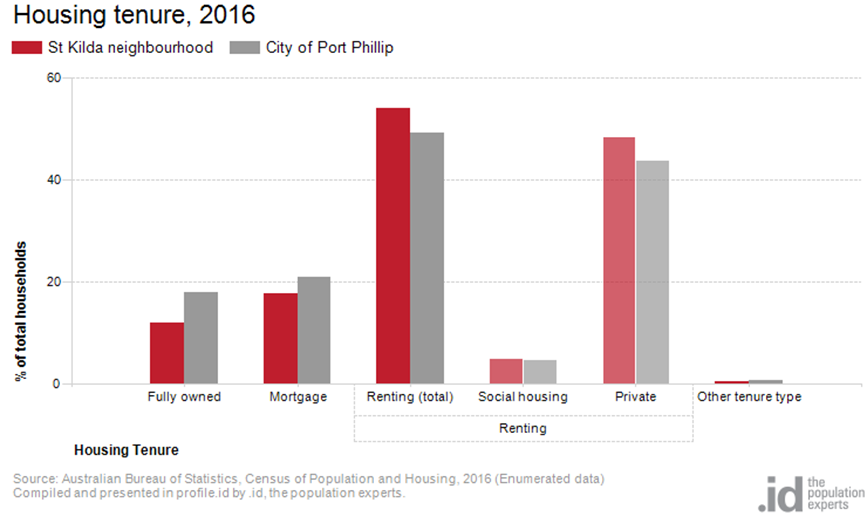 Housing tenure, 2016
St Kilda neighbourhood City of Port Phillip
60
40
20
0
% of total households
Fully owned Mortgage Renting (total) Social housing Private Other tenure type
Renting
Housing Tenure
Source: Australian Bureau of Statistics, Census of Population and Housing, 2016 (Enumerated data)
Compiled and presented in profile.id by .id, the population experts.
.id the
population
experts